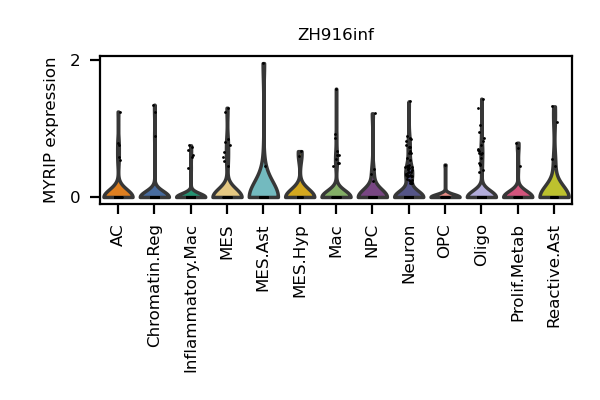 ZH916inf
MYRIP expression
2
0
AC
Chromatin.Reg
Inflammatory.Mac
MES
MES.Ast
MES.Hyp
Mac
NPC
Neuron
OPC
Oligo
Prolif.Metab
Reactive.Ast